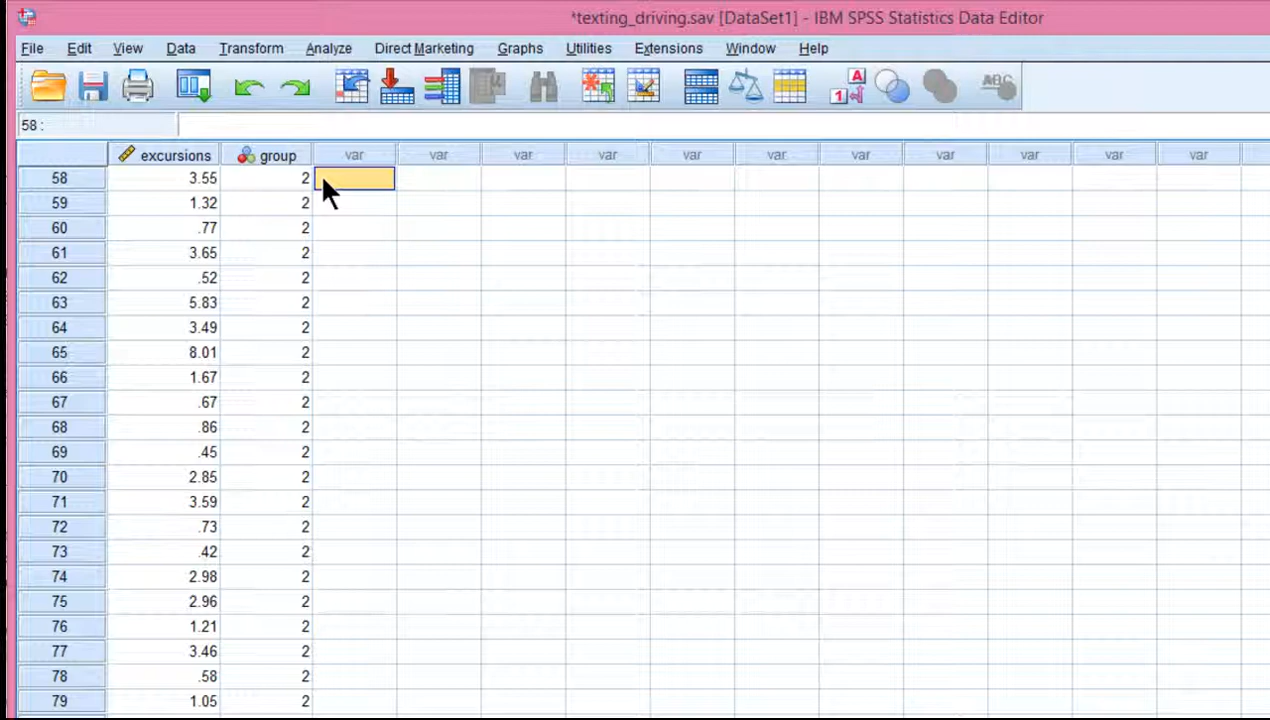 *texting_driving.sav [DataSet1] - IBM SPSS Statistics Data Editor
File Edit View Data Transform Analyze Direct Marketing Graphs Utilities Extensions Window Help
A 1 ABC
58 :
excursions group var var var var var var var var var var var
58 3.55 2
59 1.32 2
60 .77 2
61 3.65 2
62 .52 2
63 5.83 2
64 3.49 2
65 8.01 2
66 1.67 2
67 .67 2
68 .86 2
69 .45 2
70 2.85 2
71 3.59 2
72 .73 2
73 .42 2
74 2.98 2
75 2.96 2
76 1.21 2
77 3.46 2
78 .58 2
79 1.05 2